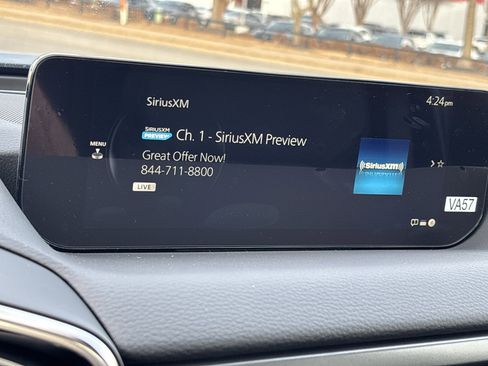 SiriusXM
4:24pm
MENU
SIRIUSXM
PREVIEW
Ch. 1 - SiriusXM Preview
Great Offer Now!
844-711-8800
LIVE
((SiriusXM))
VA57